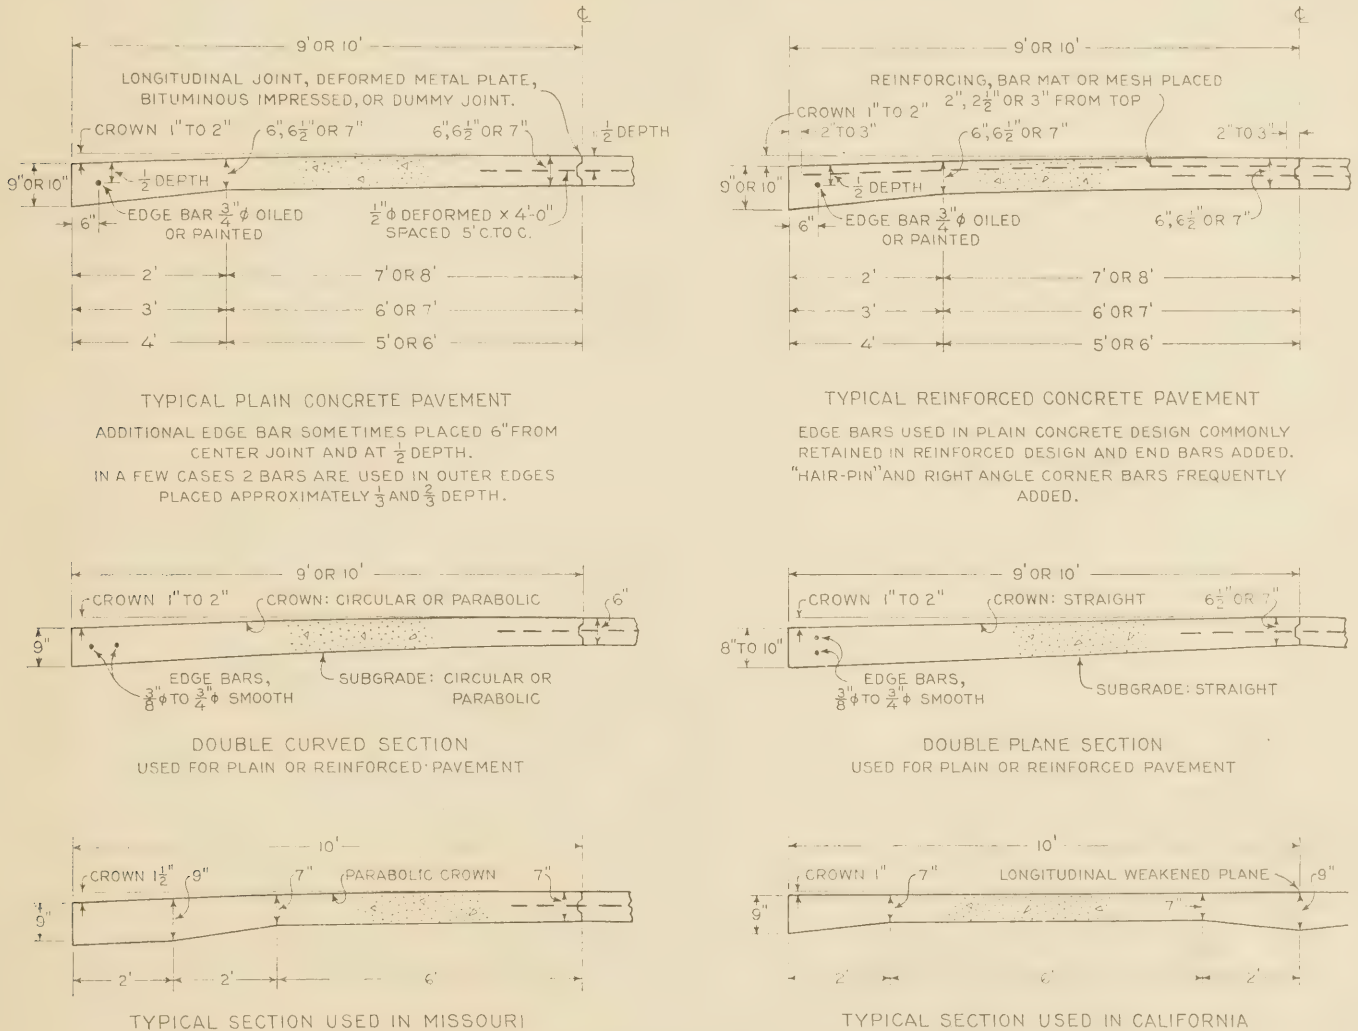 ℄
9' OR 10'
LONGITUDINAL JOINT, DEFORMED METAL PLATE,
BITUMINOUS IMPRESSED, OR DUMMY JOINT.
CROWN 1" TO 2"
6", 6½" OR 7"
6", 6½" OR 7"
½ DEPTH
9" OR 10"
½ DEPTH
EDGE BAR ¾" ϕ OILED
OR PAINTED
6"
½" ϕ DEFORMED × 4'-0"
SPACED 5' C. TO C.
2'
7' OR 8'
3'
6' OR 7'
4'
5' OR 6'
TYPICAL PLAIN CONCRETE PAVEMENT
ADDITIONAL EDGE BAR SOMETIMES PLACED 6" FROM
CENTER JOINT AND AT ½ DEPTH.
IN A FEW CASES 2 BARS ARE USED IN OUTER EDGES
PLACED APPROXIMATELY ⅓ AND ⅔ DEPTH.
℄
9' OR 10'
REINFORCING, BAR MAT OR MESH PLACED
2", 2½" OR 3" FROM TOP
CROWN 1" TO 2"
2" TO 3"
6", 6½" OR 7"
2" TO 3"
9" OR 10"
½ DEPTH
EDGE BAR ¾" ϕ OILED
OR PAINTED
6"
6", 6½" OR 7"
2'
7' OR 8'
3'
6' OR 7'
4'
5' OR 6'
TYPICAL REINFORCED CONCRETE PAVEMENT
EDGE BARS USED IN PLAIN CONCRETE DESIGN COMMONLY
RETAINED IN REINFORCED DESIGN AND END BARS ADDED.
"HAIR-PIN" AND RIGHT ANGLE CORNER BARS FREQUENTLY
ADDED.
9' OR 10'
CROWN 1" TO 2"
CROWN: CIRCULAR OR PARABOLIC
6"
9"
EDGE BARS,
⅜" ϕ TO ¾" ϕ SMOOTH
SUBGRADE: CIRCULAR OR
PARABOLIC
DOUBLE CURVED SECTION
USED FOR PLAIN OR REINFORCED PAVEMENT
9' OR 10'
CROWN 1" TO 2"
CROWN: STRAIGHT
6½" OR 7"
8" TO 10"
EDGE BARS,
⅜" ϕ TO ¾" ϕ SMOOTH
SUBGRADE: STRAIGHT
DOUBLE PLANE SECTION
USED FOR PLAIN OR REINFORCED PAVEMENT
10'
CROWN 1½"
9"
7"
PARABOLIC CROWN
7"
9"
2'
2'
6'
TYPICAL SECTION USED IN MISSOURI
10'
CROWN 1"
7"
LONGITUDINAL WEAKENED PLANE
9"
9"
7"
2'
6'
2'
TYPICAL SECTION USED IN CALIFORNIA